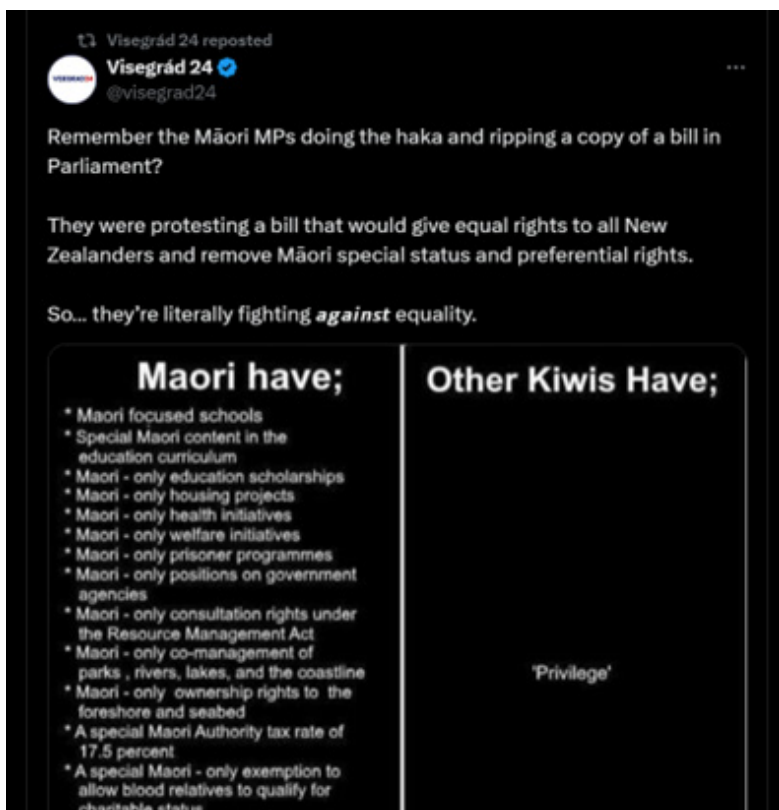 Visegrád 24 reposted
Visegrád 24
@visegrad24
Remember the Māori MPs doing the haka and ripping a copy of a bill in
Parliament?
They were protesting a bill that would give equal rights to all New
Zealanders and remove Māori special status and preferential rights.
So... they're literally fighting against equality.
Maori have;
* Maori focused schools
* Special Maori content in the
education curriculum
* Maori - only education scholarships
* Maori - only housing projects
* Maori - only health initiatives
* Maori - only welfare initiatives
* Maori - only prisoner programmes
* Maori - only positions on government
agencies
* Maori - only consultation rights under
the Resource Management Act
* Maori - only co-management of
parks , rivers, lakes, and the coastline
* Maori - only ownership rights to the
foreshore and seabed
* A special Maori Authority tax rate of
17.5 percent
* A special Maori - only exemption to
allow blood relatives to qualify for
charitable status
Other Kiwis Have;
'Privilege'